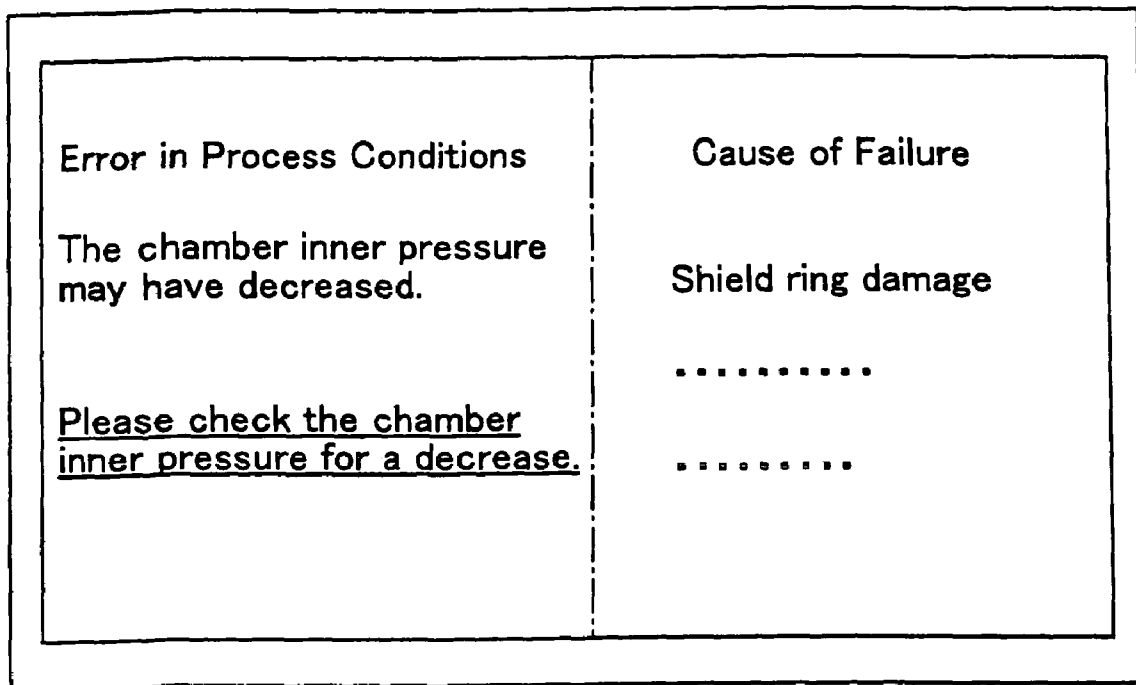 Error in Process Conditions
The chamber inner pressure
may have decreased.
Please check the chamber
inner pressure for a decrease.
Cause of Failure
Shield ring damage
..........
.........